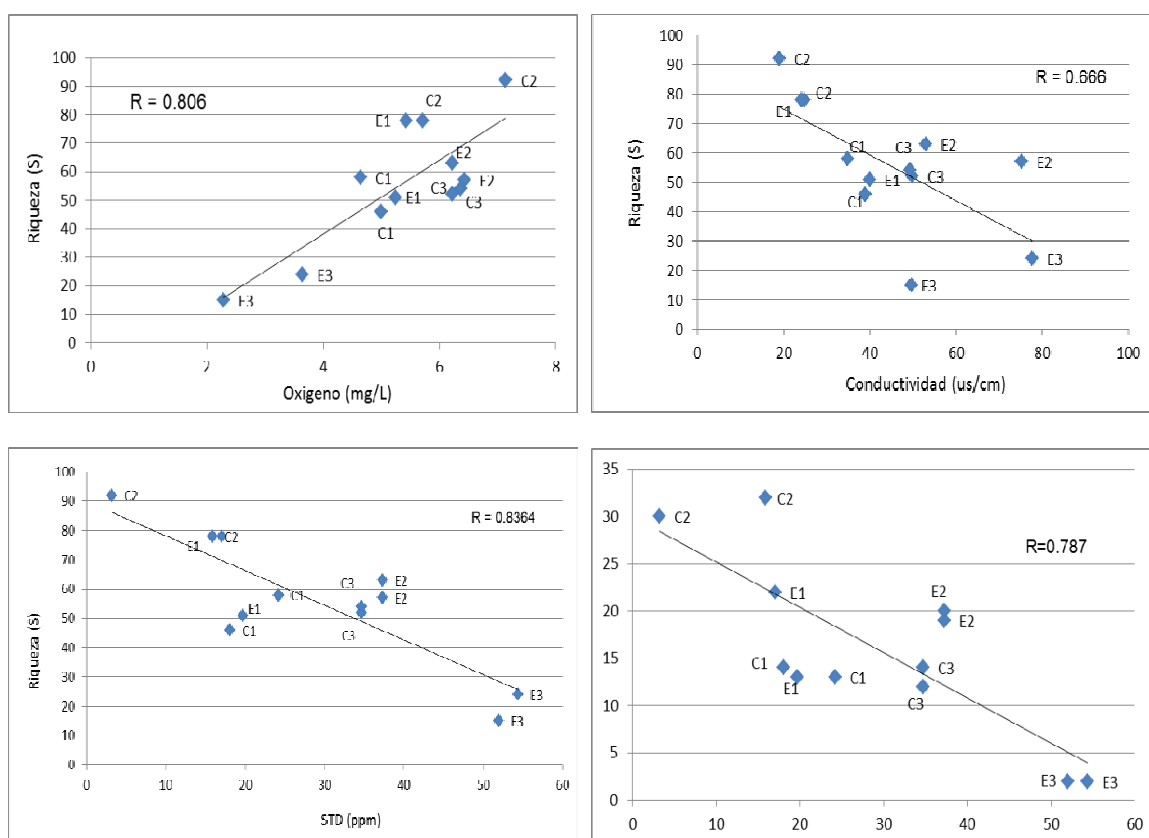 100
90
80
70
60
50
40
30
20
10
0
Riqueza (S)
R = 0.806
C2
C2
E1
E2
C1
E2
C3
E1
C3
C1
E3
E3
0 2 4 6 8
Oxigeno (mg/L)
100
90
80
70
60
50
40
30
20
10
0
Riqueza (S)
R = 0.666
C2
C2
E1
C1
C3
E2
E2
C3
E1
C1
E3
E3
0 20 40 60 80 100
Conductividad (us/cm)
100
90
80
70
60
50
40
30
20
10
0
Riqueza (S)
R = 0.8364
C2
C2
E1
E2
C3
C1
E2
E1
C1
C3
E3
E3
0 10 20 30 40 50 60
STD (ppm)
35
30
25
20
15
10
5
0
R=0.787
C2
C2
E1
E2
E2
C1
C3
E1
C1
C3
E3
E3
0 10 20 30 40 50 60